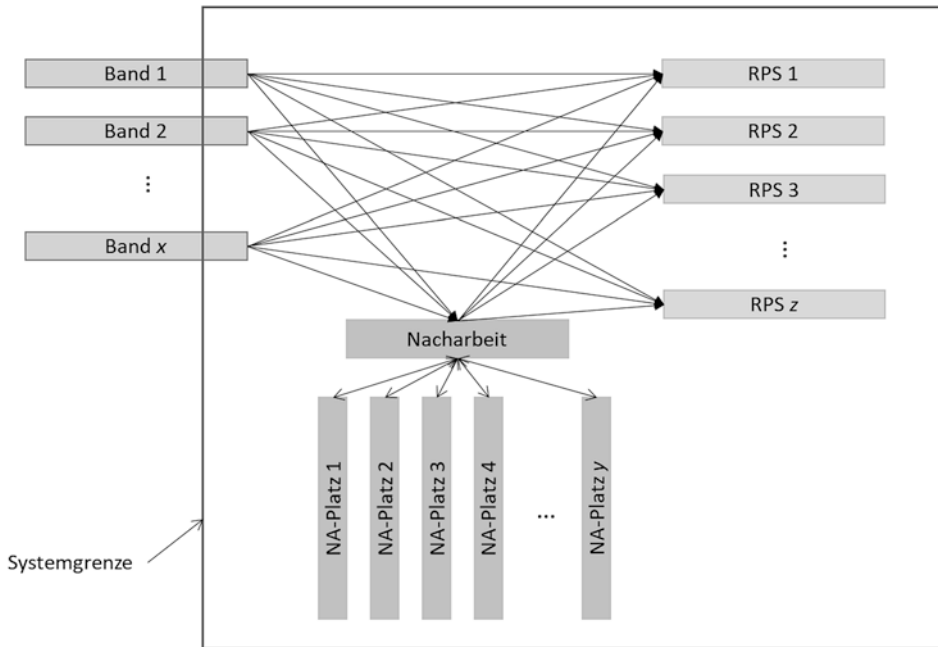 Band 1
RPS 1
Band 2
RPS 2
⋮
RPS 3
Band x
⋮
RPS z
Nacharbeit
NA-Platz 1
NA-Platz 2
NA-Platz 3
NA-Platz 4
...
NA-Platz y
Systemgrenze